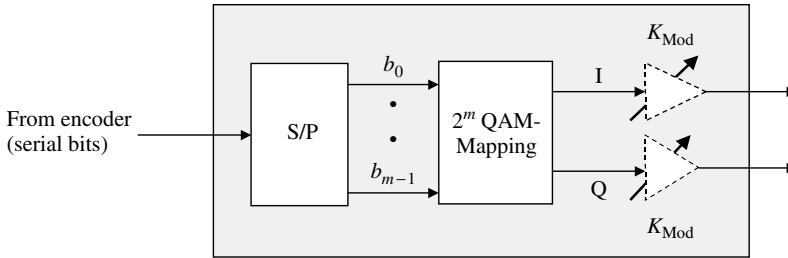 K_Mod
b_0
I
From encoder
(serial bits)
S/P
2^m QAM-
Mapping
b_{m−1}
Q
K_Mod